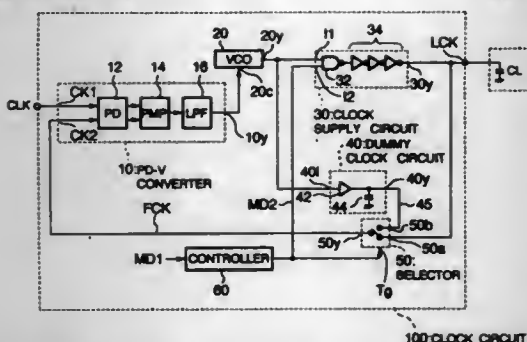 20
20y
VCO
20c
I1
34
LCK
CL
32
30y
I2
30:CLOCK
SUPPLY CIRCUIT
12
14
16
CLK
CK1
CK2
PD
PMP
LPF
10y
10:PD-V
CONVERTER
40:DUMMY
CLOCK CIRCUIT
40i
42
44
40y
45
MD2
FCK
50b
50y
50a
50:
SELECTOR
Tg
MD1
CONTROLLER
60
100:CLOCK CIRCUIT